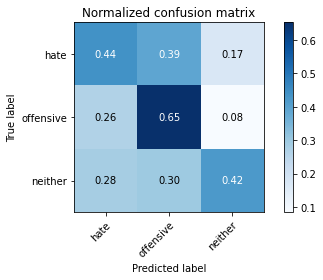 Normalized confusion matrix
True label
hate 0.44 0.39 0.17
offensive 0.26 0.65 0.08
neither 0.28 0.30 0.42
hate offensive neither
Predicted label
0.6
0.5
0.4
0.3
0.2
0.1